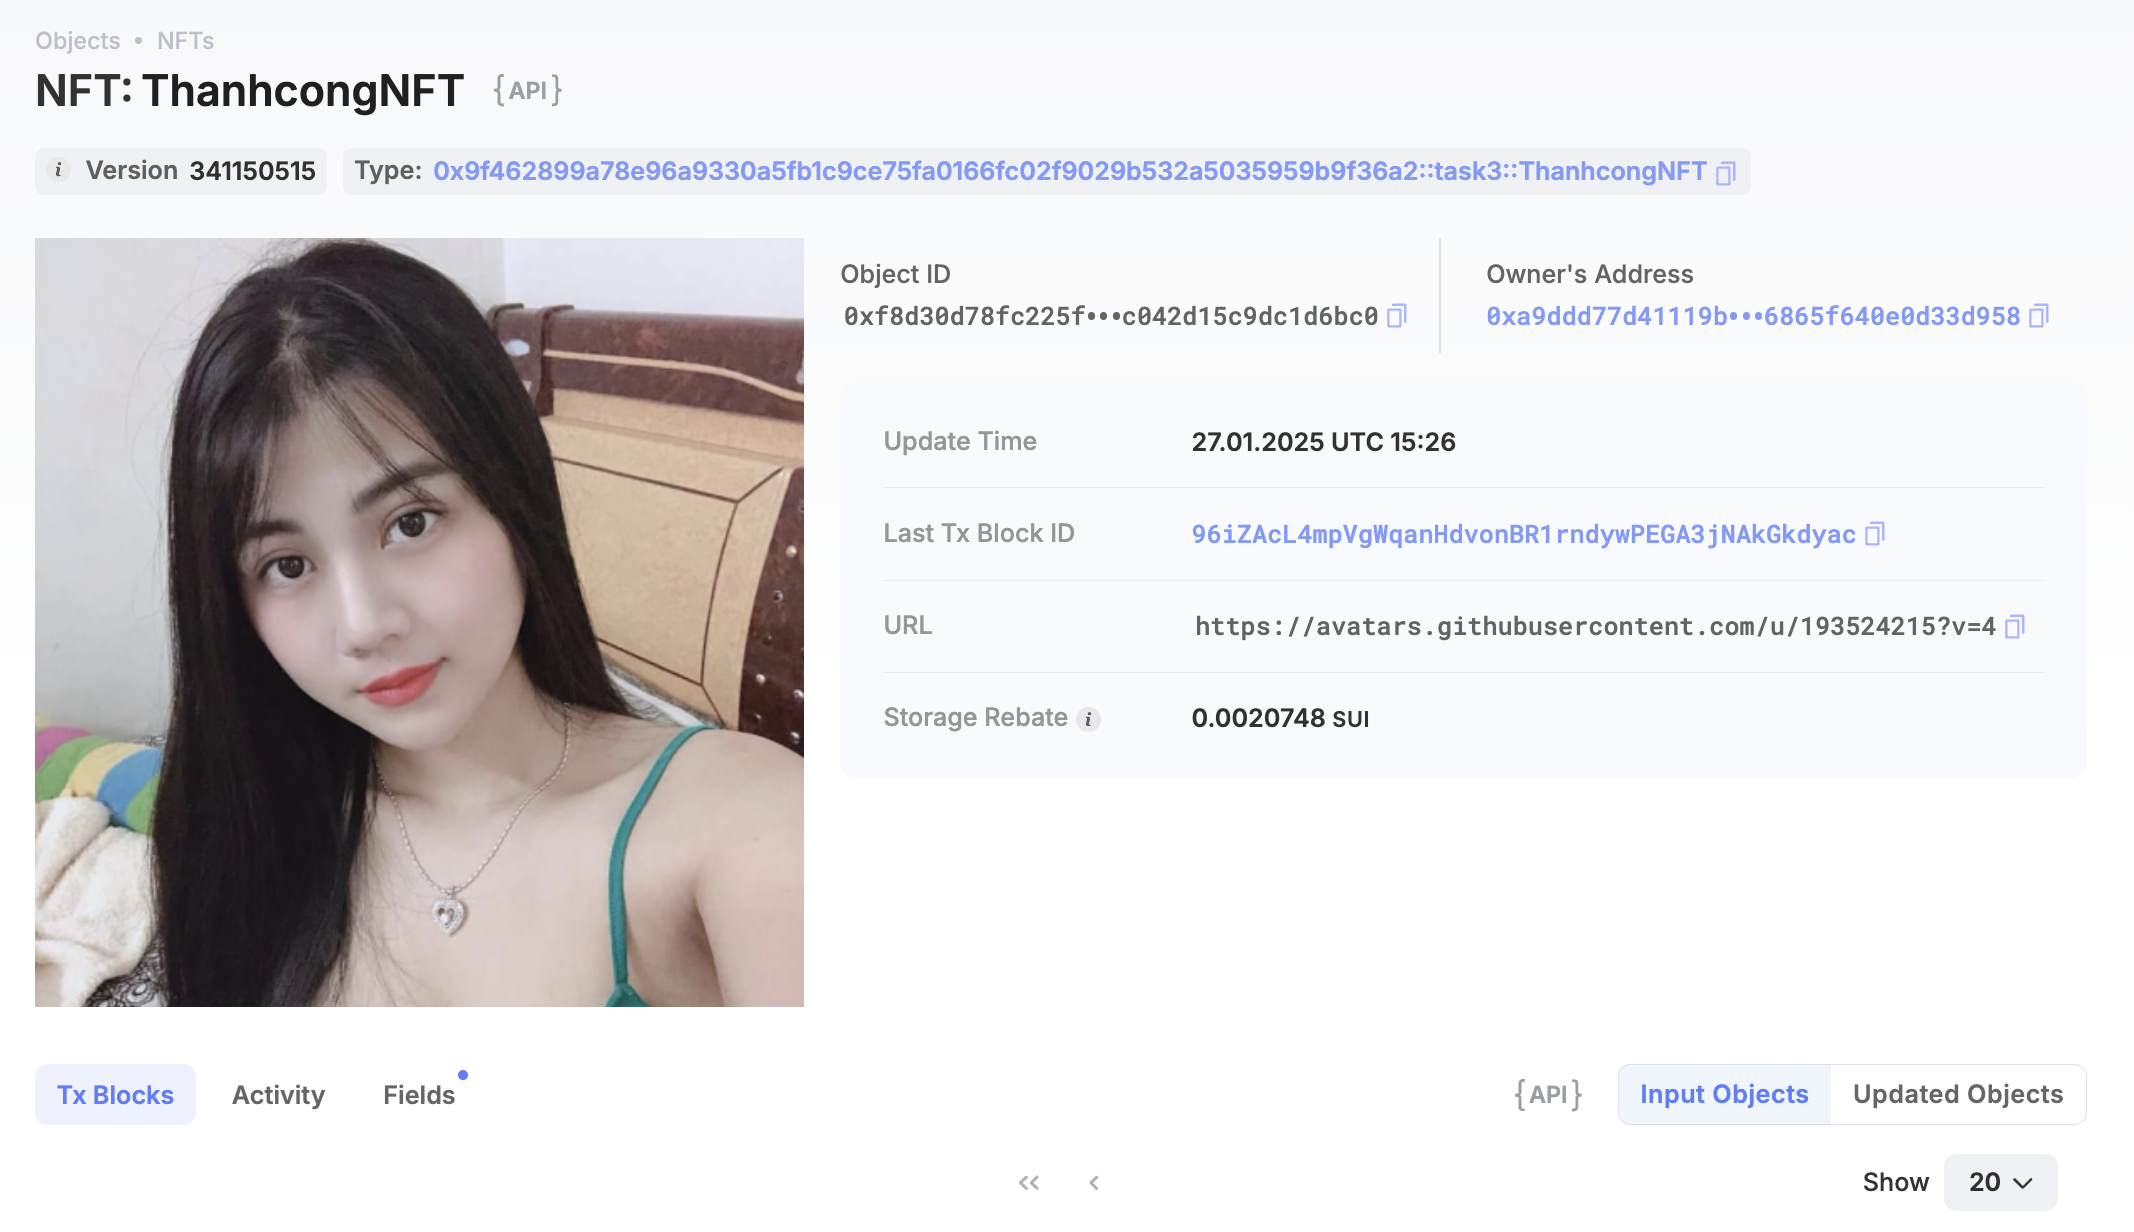 Objects • NFTs
NFT: ThanhcongNFT {API}
i Version 341150515 Type: 0x9f462899a78e96a9330a5fb1c9ce75fa0166fc02f9029b532a5035959b9f36a2::task3::ThanhcongNFT
Object ID
0xf8d30d78fc225f•••c042d15c9dc1d6bc0
Owner's Address
0xa9ddd77d41119b•••6865f640e0d33d958
Update Time 27.01.2025 UTC 15:26
Last Tx Block ID 96iZAcL4mpVgWqanHdvonBR1rndywPEGA3jNAkGkdyac
URL https://avatars.githubusercontent.com/u/193524215?v=4
Storage Rebate i 0.0020748 SUI
Tx Blocks Activity Fields {API} Input Objects Updated Objects
Show 20